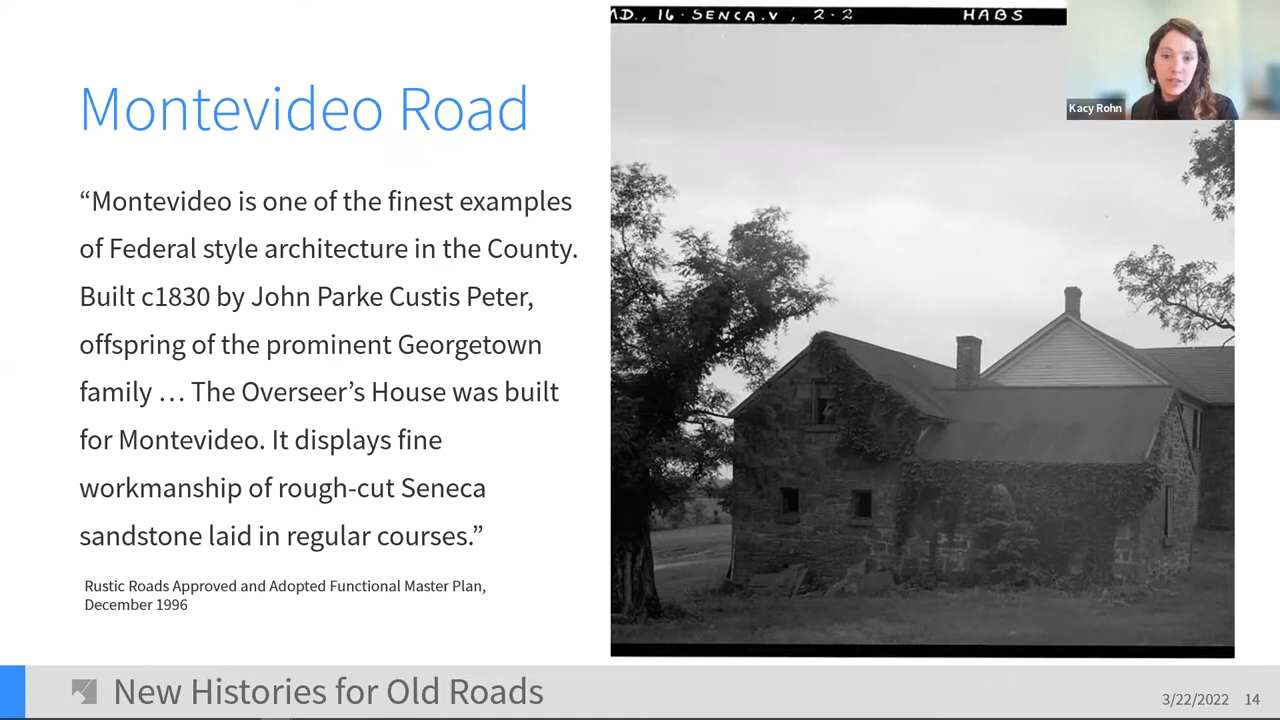 MD., 16 - SENCA.V , 2-2 HABS
Kacy Rohn
Montevideo Road
“Montevideo is one of the finest examples
of Federal style architecture in the County.
Built c1830 by John Parke Custis Peter,
offspring of the prominent Georgetown
family … The Overseer’s House was built
for Montevideo. It displays fine
workmanship of rough-cut Seneca
sandstone laid in regular courses.”
Rustic Roads Approved and Adopted Functional Master Plan,
December 1996
New Histories for Old Roads
3/22/2022 14